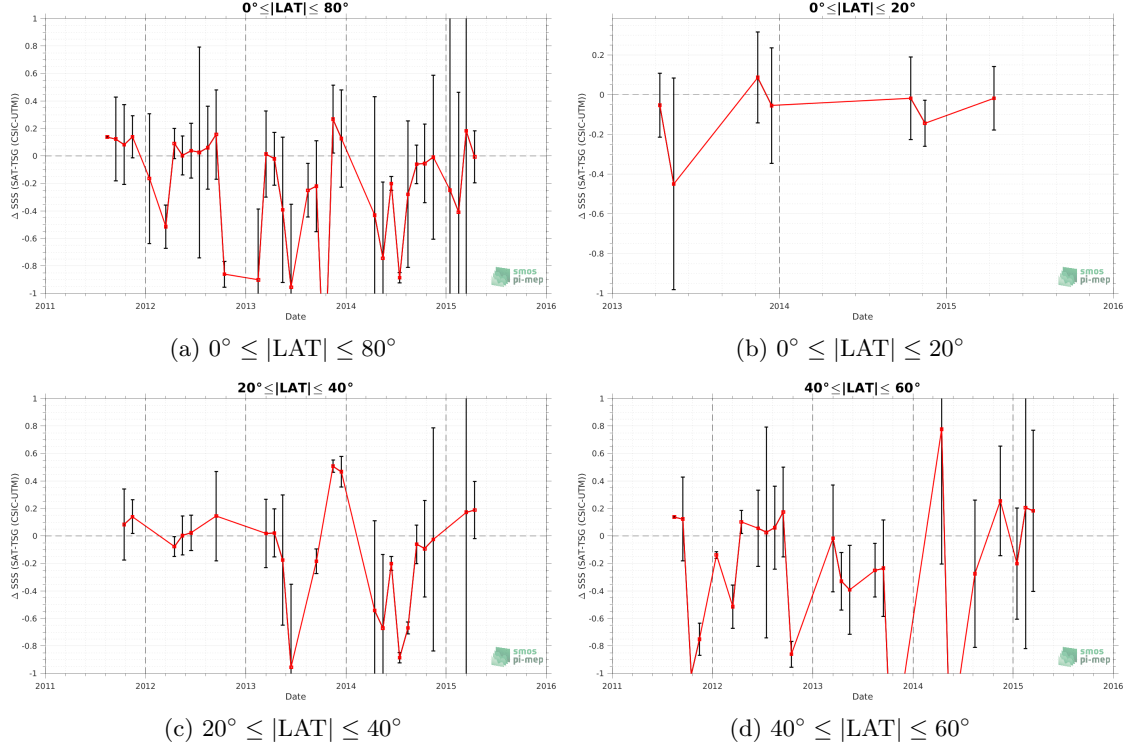 0°≤|LAT|≤ 80°
Δ SSS (SAT-TSG (CSIC-UTM))
1
0.8
0.6
0.4
0.2
0
-0.2
-0.4
-0.6
-0.8
-1
2011 2012 2013 2014 2015 2016
Date
smos
pi-mep
(a) 0° ≤ |LAT| ≤ 80°
0°≤|LAT|≤ 20°
Δ SSS (SAT-TSG (CSIC-UTM))
0.2
0
-0.2
-0.4
-0.6
-0.8
-1
2013 2014 2015 2016
Date
smos
pi-mep
(b) 0° ≤ |LAT| ≤ 20°
20°≤|LAT|≤ 40°
Δ SSS (SAT-TSG (CSIC-UTM))
1
0.8
0.6
0.4
0.2
0
-0.2
-0.4
-0.6
-0.8
-1
2011 2012 2013 2014 2015 2016
Date
smos
pi-mep
(c) 20° ≤ |LAT| ≤ 40°
40°≤|LAT|≤ 60°
Δ SSS (SAT-TSG (CSIC-UTM))
1
0.8
0.6
0.4
0.2
0
-0.2
-0.4
-0.6
-0.8
-1
2011 2012 2013 2014 2015 2016
Date
smos
pi-mep
(d) 40° ≤ |LAT| ≤ 60°